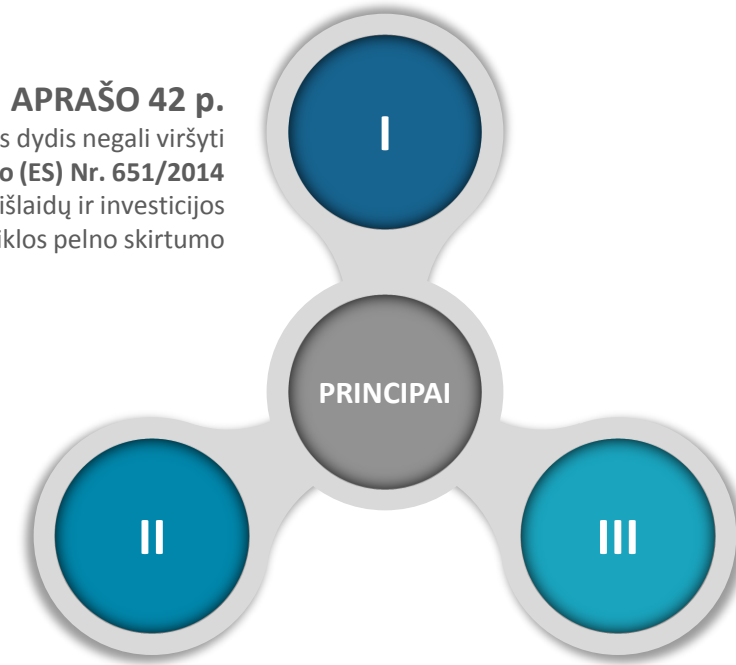 APRAŠO 42 p.
s dydis negali viršyti
o (ES) Nr. 651/2014
išlaidų ir investicijos
iklos pelno skirtumo
I
PRINCIPAI
II
III